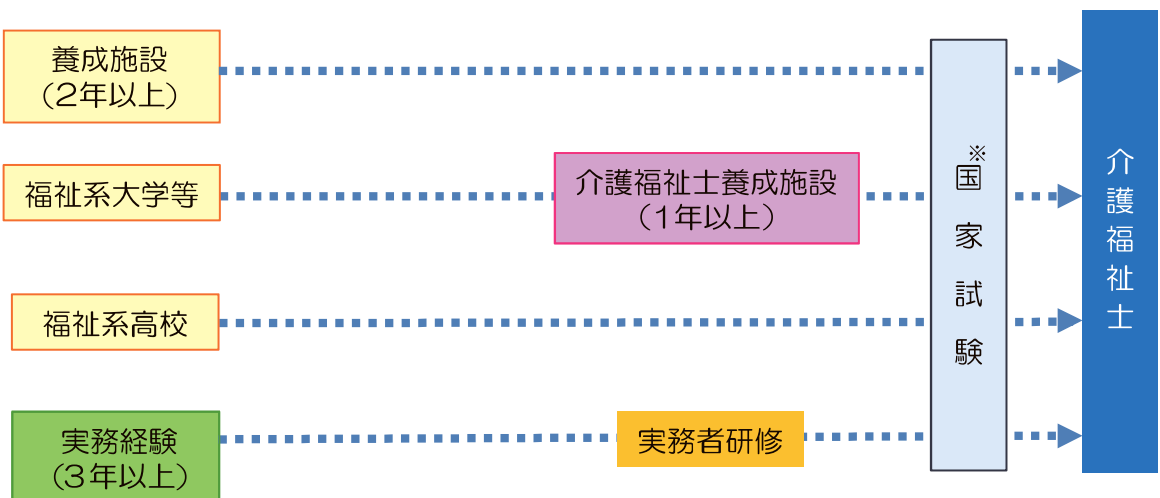 養成施設
（2年以上）
福祉系大学等
介護福祉士養成施設
（1年以上）
福祉系高校
実務経験
（3年以上）
実務者研修
※
国家試験
介護福祉士